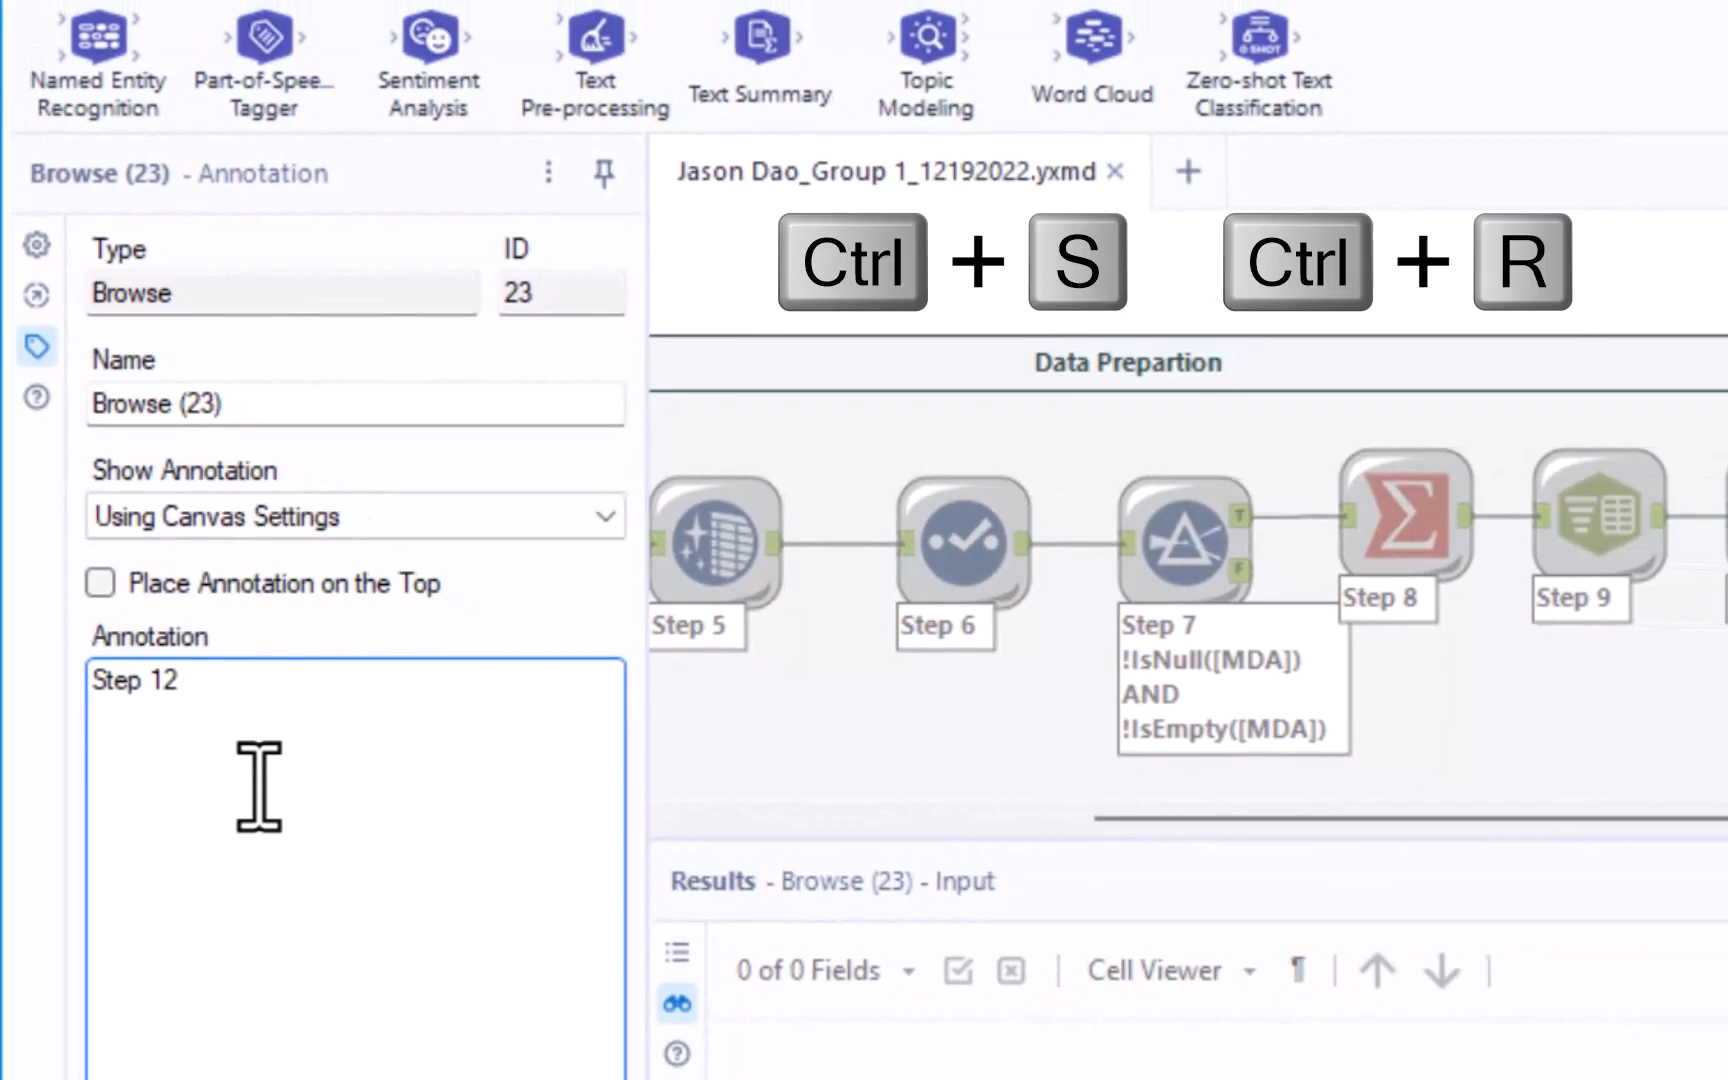 Named Entity
Recognition
Part-of-Spee...
Tagger
Sentiment
Analysis
Text
Pre-processing
Text Summary
Topic
Modeling
Word Cloud
0 SHOT
Zero-shot Text
Classification
Browse (23) - Annotation
Jason Dao_Group 1_12192022.yxmd
Type
ID
Browse
23
Name
Browse (23)
Show Annotation
Using Canvas Settings
Place Annotation on the Top
Annotation
Step 12
Ctrl + S Ctrl + R
Data Prepartion
T
F
Step 5
Step 6
Step 7
!IsNull([MDA])
AND
!IsEmpty([MDA])
Step 8
Step 9
Results - Browse (23) - Input
0 of 0 Fields
Cell Viewer